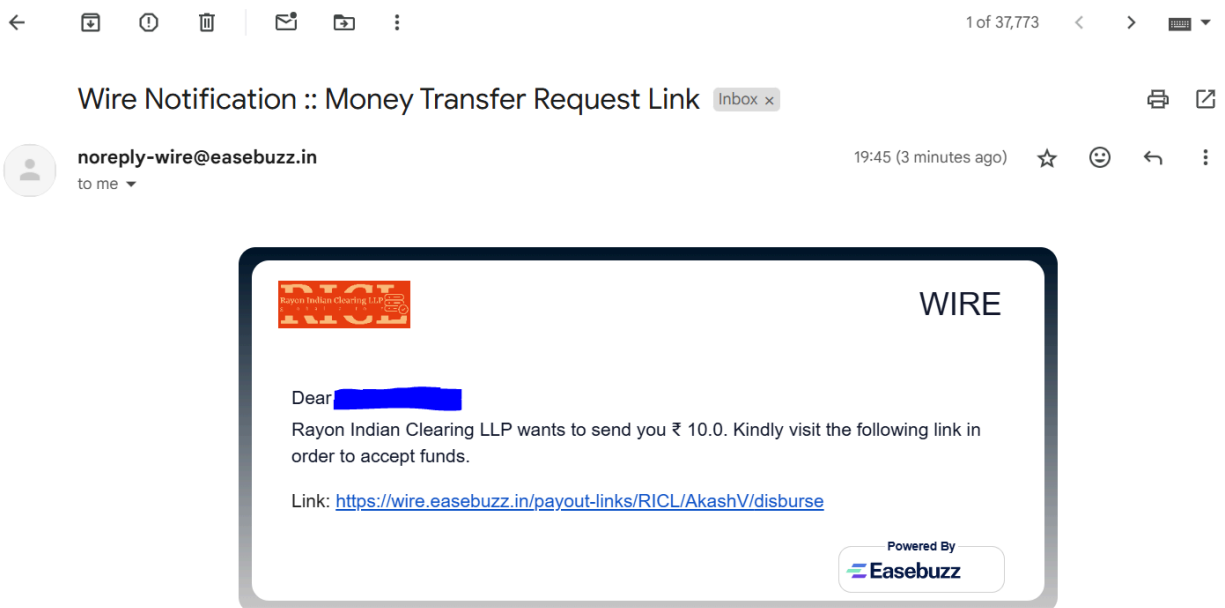 1 of 37,773
Wire Notification :: Money Transfer Request Link Inbox x
noreply-wire@easebuzz.in
19:45 (3 minutes ago)
to me
RICL
Rayon Indian Clearing LLP
WIRE
Dear
Rayon Indian Clearing LLP wants to send you ₹ 10.0. Kindly visit the following link in
order to accept funds.
Link: https://wire.easebuzz.in/payout-links/RICL/AkashV/disburse
Powered By
Easebuzz